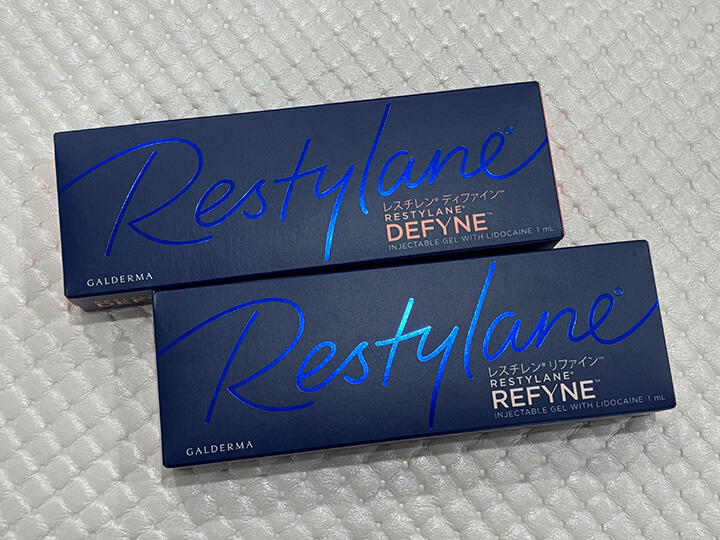 Restylane®
レスチレン® ディファイン™
RESTYLANE®
DEFYNE™
INJECTABLE GEL WITH LIDOCAINE 1 mL
GALDERMA
Restylane®
レスチレン® リファイン™
RESTYLANE®
REFYNE™
INJECTABLE GEL WITH LIDOCAINE 1 mL
GALDERMA